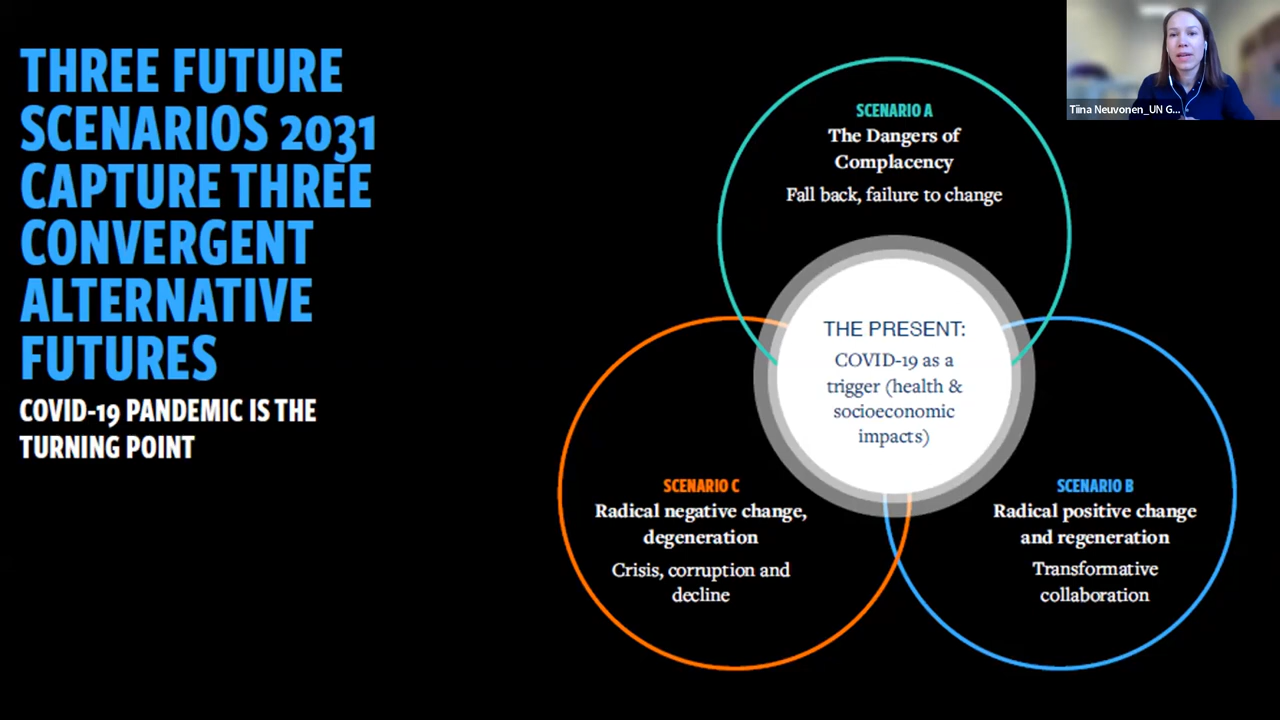 THREE FUTURE
SCENARIOS 2031
CAPTURE THREE
CONVERGENT
ALTERNATIVE
FUTURES
COVID-19 PANDEMIC IS THE
TURNING POINT
SCENARIO A
The Dangers of
Complacency
Fall back, failure to change
THE PRESENT:
COVID-19 as a
trigger (health &
socioeconomic
impacts)
SCENARIO C
Radical negative change,
degeneration
Crisis, corruption and
decline
SCENARIO B
Radical positive change
and regeneration
Transformative
collaboration
Tiina Neuvonen_UN G...